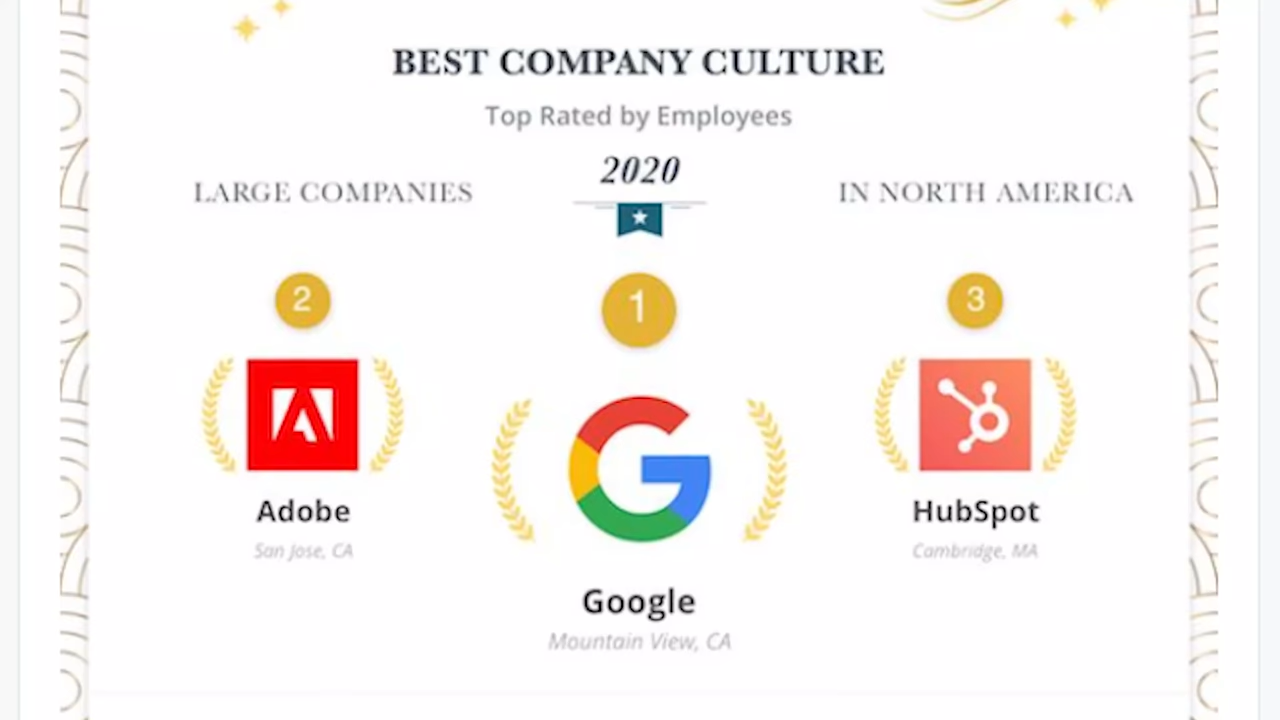 BEST COMPANY CULTURE
Top Rated by Employees
2020
LARGE COMPANIES
IN NORTH AMERICA
2
1
3
Adobe
San Jose, CA
HubSpot
Cambridge, MA
Google
Mountain View, CA